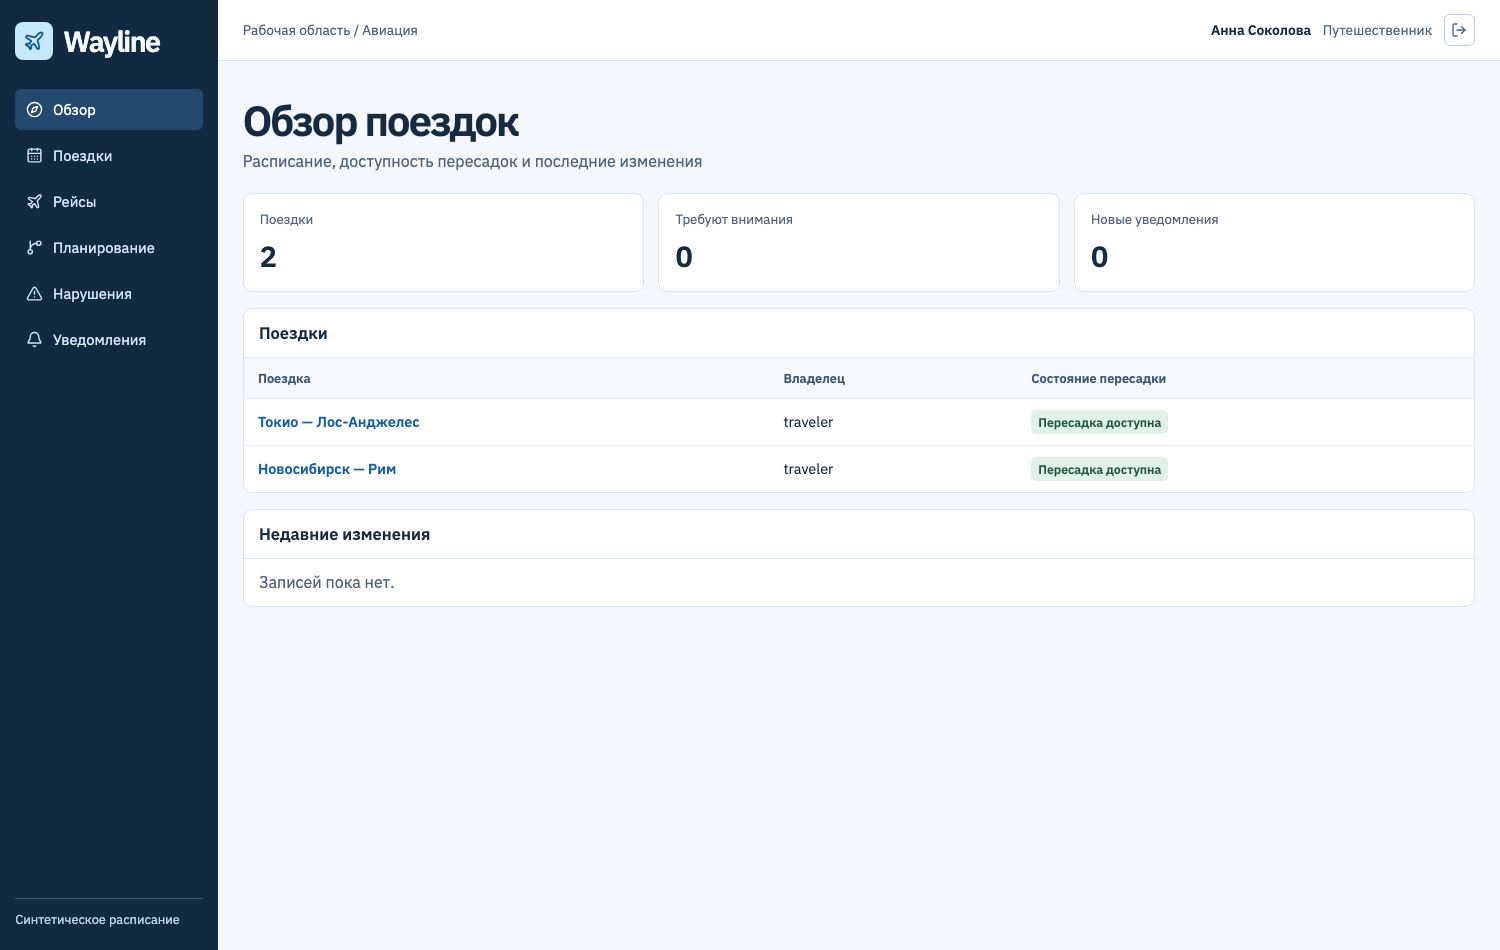 Wayline
Обзор
Поездки
Рейсы
Планирование
Нарушения
Уведомления
Синтетическое расписание
Рабочая область / Авиация
Анна Соколова Путешественник
Обзор поездок
Расписание, доступность пересадок и последние изменения
Поездки
2
Требуют внимания
0
Новые уведомления
0
Поездки
Поездка Владелец Состояние пересадки
Токио — Лос-Анджелес traveler Пересадка доступна
Новосибирск — Рим traveler Пересадка доступна
Недавние изменения
Записей пока нет.